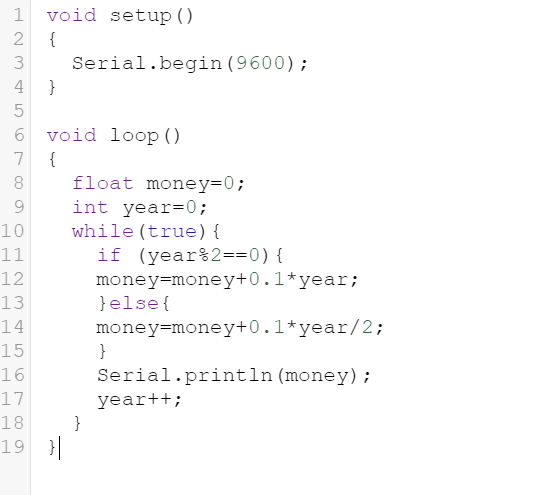 1 void setup()
2 {
3   Serial.begin(9600);
4 }
5
6 void loop()
7 {
8   float money=0;
9   int year=0;
10   while(true){
11     if (year%2==0){
12     money=money+0.1*year;
13     }else{
14     money=money+0.1*year/2;
15     }
16     Serial.println(money);
17     year++;
18   }
19 }